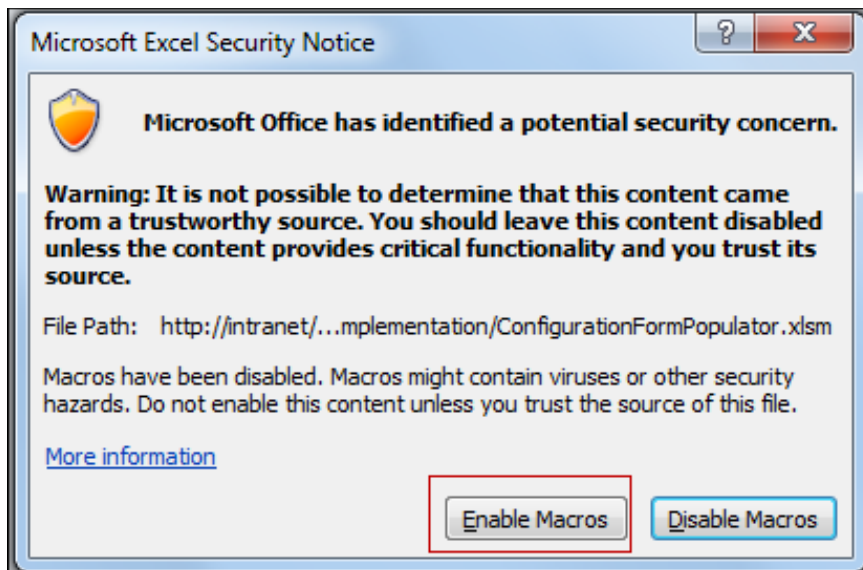 Microsoft Excel Security Notice
Microsoft Office has identified a potential security concern.
Warning: It is not possible to determine that this content came
from a trustworthy source. You should leave this content disabled
unless the content provides critical functionality and you trust its
source.
File Path: http://intranet/...mplementation/ConfigurationFormPopulator.xlsm
Macros have been disabled. Macros might contain viruses or other security
hazards. Do not enable this content unless you trust the source of this file.
More information
Enable Macros Disable Macros